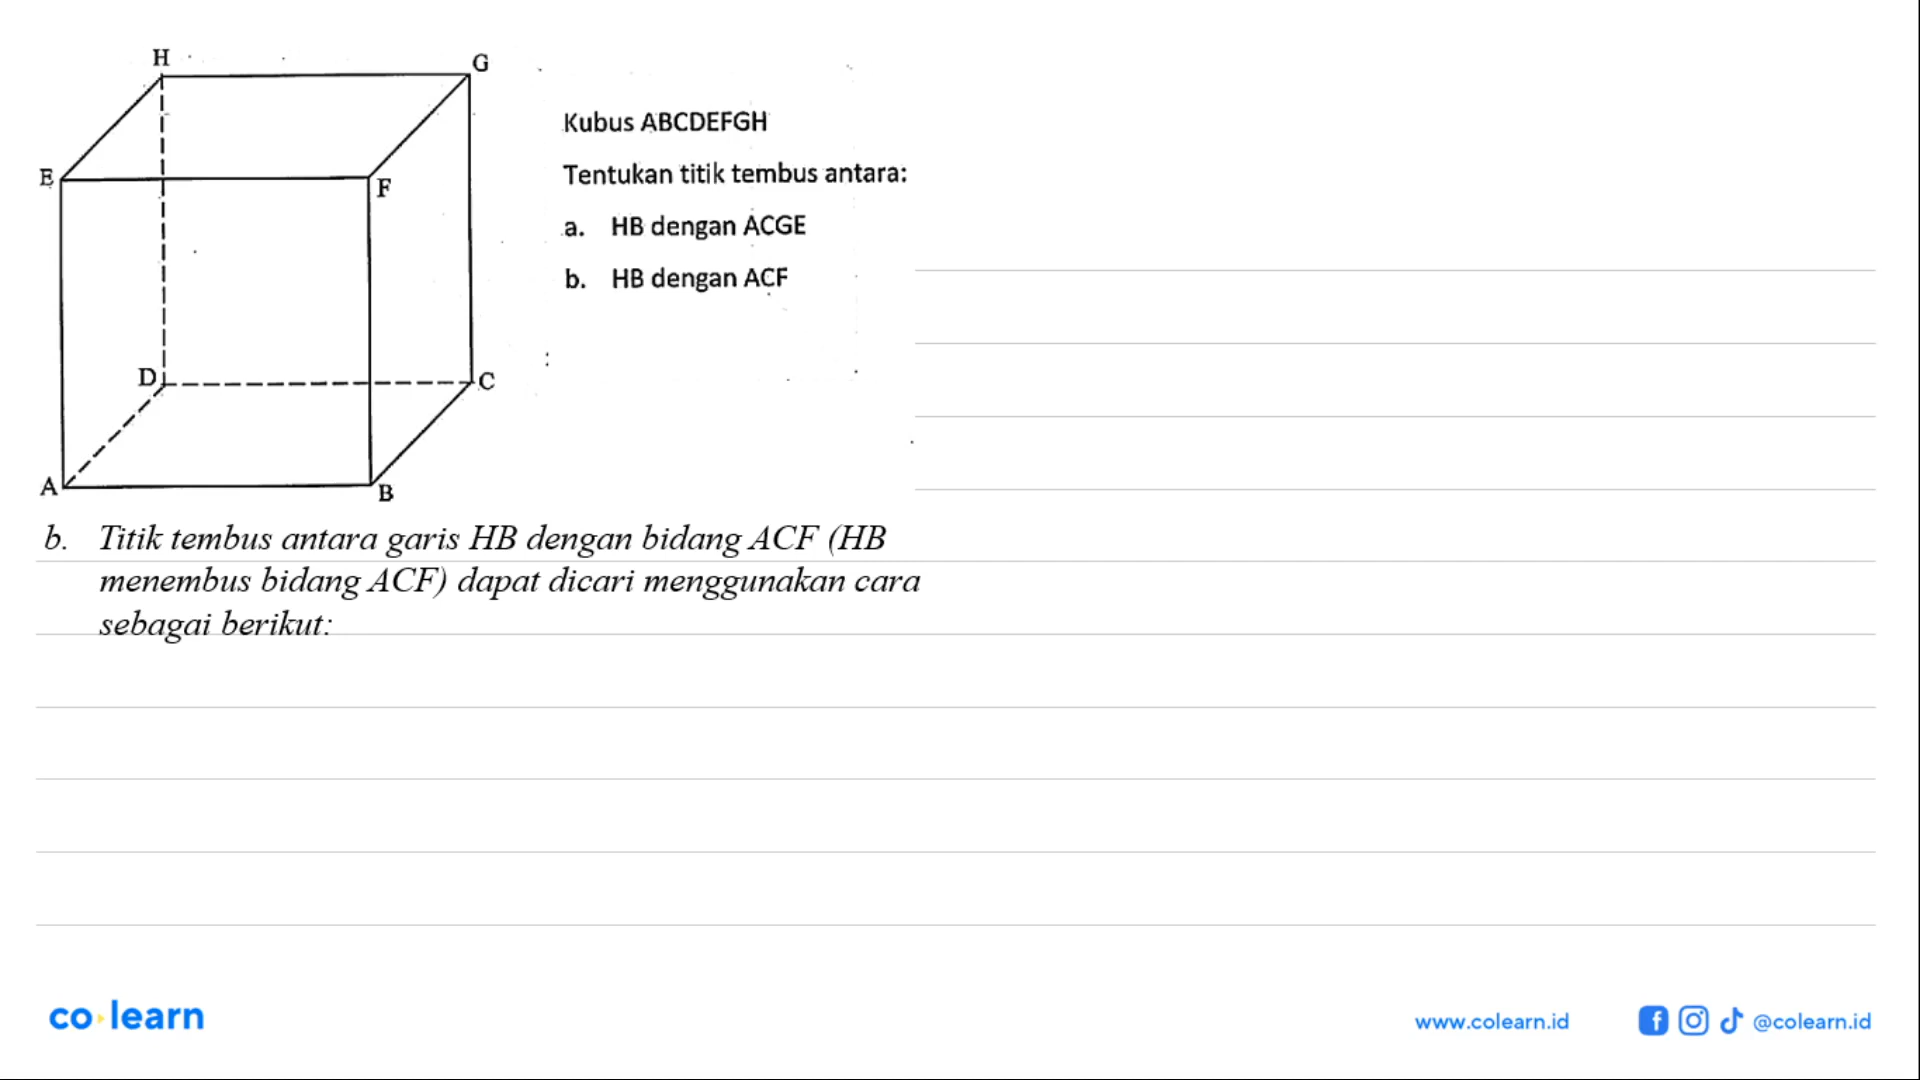 H
G
Kubus ABCDEFGH
Tentukan titik tembus antara:
E
F
a. HB dengan ACGE
b. HB dengan ACF
D
C
A
B
b. Titik tembus antara garis HB dengan bidang ACF (HB
menembus bidang ACF) dapat dicari menggunakan cara
sebagai berikut:
co learn
www.colearn.id
@colearn.id